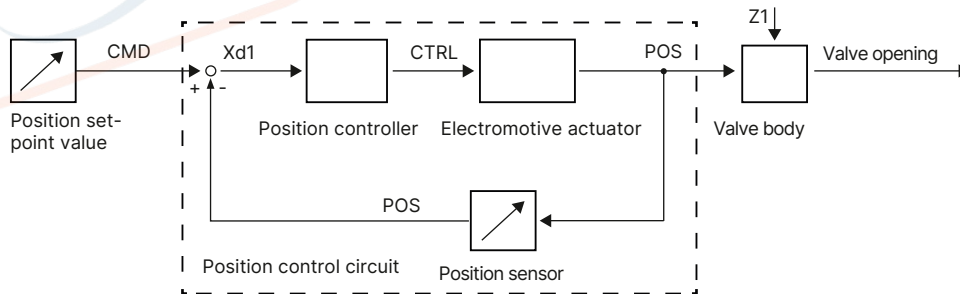 Z1
CMD
Xd1
CTRL
POS
Valve opening
+ -
Position set-
point value
Position controller
Electromotive actuator
Valve body
POS
Position control circuit
Position sensor